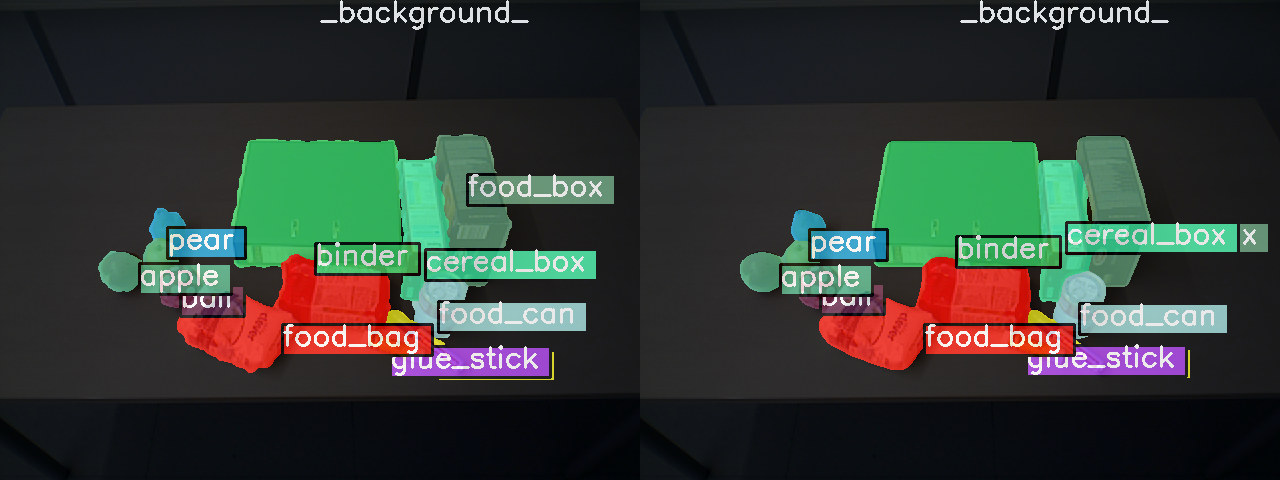 _background_
_background_
food_box
pear
binder
cereal_box
apple
ball
food_can
food_bag
glue_stick
pear
binder
cereal_box
x
apple
ball
food_can
food_bag
glue_stick